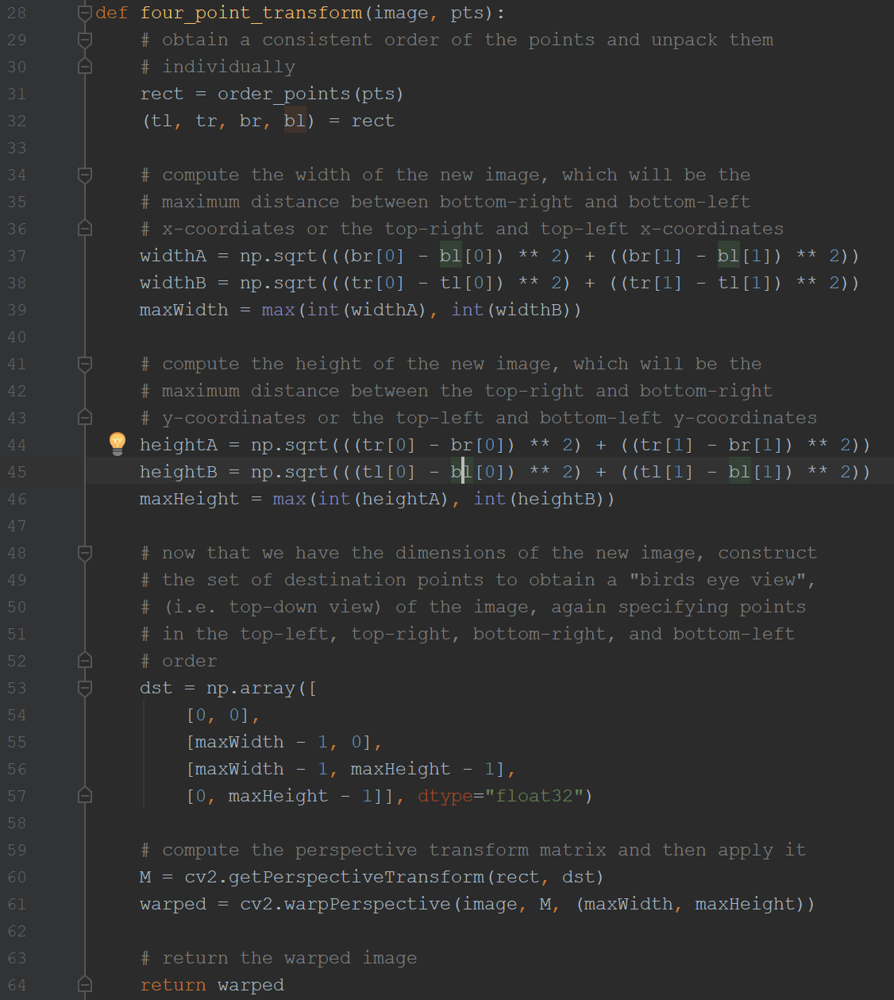 28 def four_point_transform(image, pts):
29     # obtain a consistent order of the points and unpack them
30     # individually
31     rect = order_points(pts)
32     (tl, tr, br, bl) = rect
33
34     # compute the width of the new image, which will be the
35     # maximum distance between bottom-right and bottom-left
36     # x-coordiates or the top-right and top-left x-coordinates
37     widthA = np.sqrt(((br[0] - bl[0]) ** 2) + ((br[1] - bl[1]) ** 2))
38     widthB = np.sqrt(((tr[0] - tl[0]) ** 2) + ((tr[1] - tl[1]) ** 2))
39     maxWidth = max(int(widthA), int(widthB))
40
41     # compute the height of the new image, which will be the
42     # maximum distance between the top-right and bottom-right
43     # y-coordinates or the top-left and bottom-left y-coordinates
44     heightA = np.sqrt(((tr[0] - br[0]) ** 2) + ((tr[1] - br[1]) ** 2))
45     heightB = np.sqrt(((tl[0] - bl[0]) ** 2) + ((tl[1] - bl[1]) ** 2))
46     maxHeight = max(int(heightA), int(heightB))
47
48     # now that we have the dimensions of the new image, construct
49     # the set of destination points to obtain a "birds eye view",
50     # (i.e. top-down view) of the image, again specifying points
51     # in the top-left, top-right, bottom-right, and bottom-left
52     # order
53     dst = np.array([
54         [0, 0],
55         [maxWidth - 1, 0],
56         [maxWidth - 1, maxHeight - 1],
57         [0, maxHeight - 1]], dtype="float32")
58
59     # compute the perspective transform matrix and then apply it
60     M = cv2.getPerspectiveTransform(rect, dst)
61     warped = cv2.warpPerspective(image, M, (maxWidth, maxHeight))
62
63     # return the warped image
64     return warped